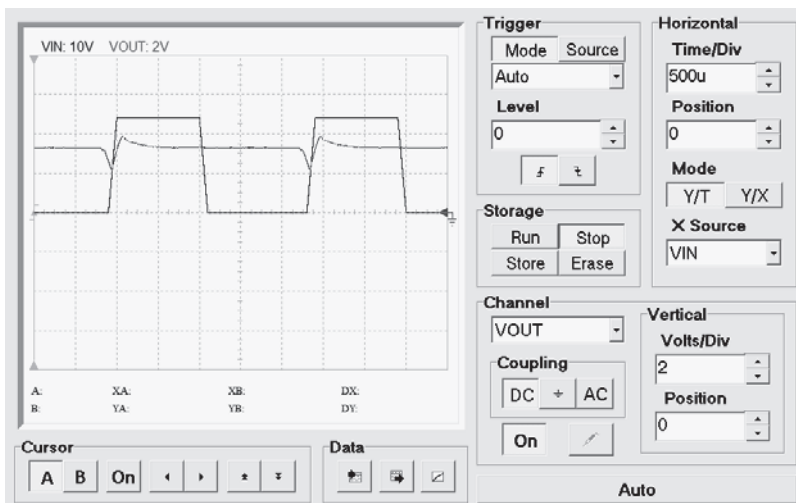 VIN: 10V VOUT: 2V
A: XA: XB: DX:
B: YA: YB: DY:
Cursor
A B On
Data
Trigger
Mode Source
Auto
Level
0
Storage
Run Stop
Store Erase
Horizontal
Time/Div
500u
Position
0
Mode
Y/T Y/X
X Source
VIN
Channel
VOUT
Coupling
DC AC
On
Vertical
Volts/Div
2
Position
0
Auto